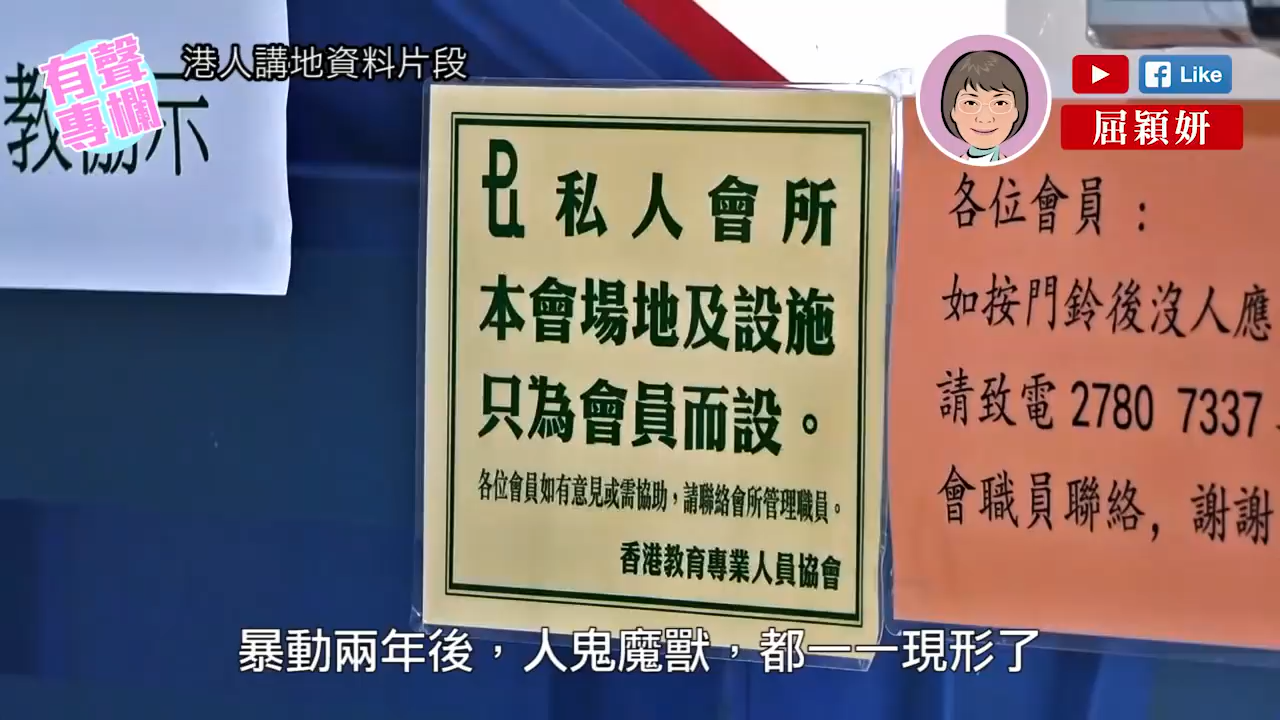 有聲
專欄
港人講地資料片段
Like
屈穎妍
教協示
私人會所
本會場地及設施
只為會員而設。
各位會員如有意見或需協助，請聯絡會所管理職員。
香港教育專業人員協會
各位會員：
如按門鈴後沒人應
請致電 2780 7337
會職員聯絡，謝謝
暴動兩年後，人鬼魔獸，都一一現形了